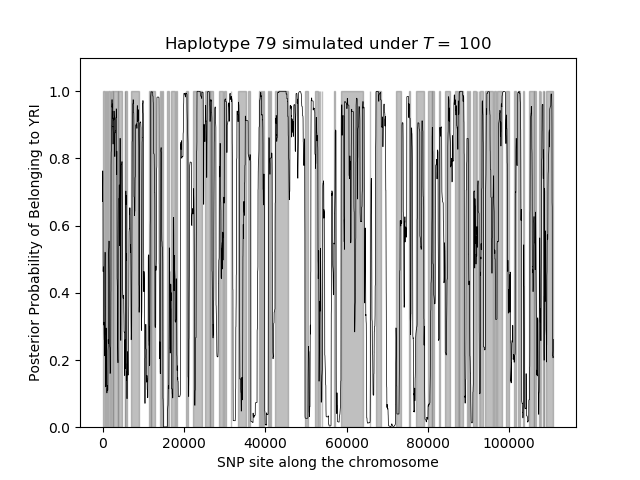 Haplotype 79 simulated under T = 100
Posterior Probability of Belonging to YRI
1.0
0.8
0.6
0.4
0.2
0.0
0 20000 40000 60000 80000 100000
SNP site along the chromosome